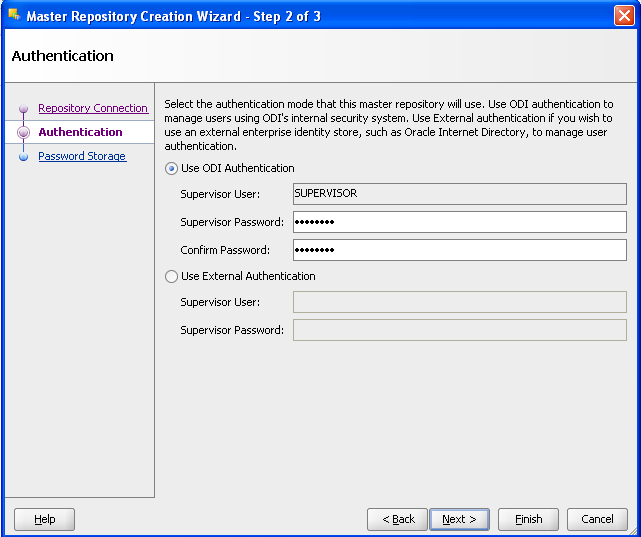 Master Repository Creation Wizard - Step 2 of 3
Authentication
Repository Connection
Authentication
Password Storage
Select the authentication mode that this master repository will use. Use ODI authentication to
manage users using ODI's internal security system. Use External authentication if you wish to
use an external enterprise identity store, such as Oracle Internet Directory, to manage user
authentication.
Use ODI Authentication
Supervisor User: SUPERVISOR
Supervisor Password: ••••••••
Confirm Password: ••••••••
Use External Authentication
Supervisor User:
Supervisor Password:
Help < Back Next > Finish Cancel